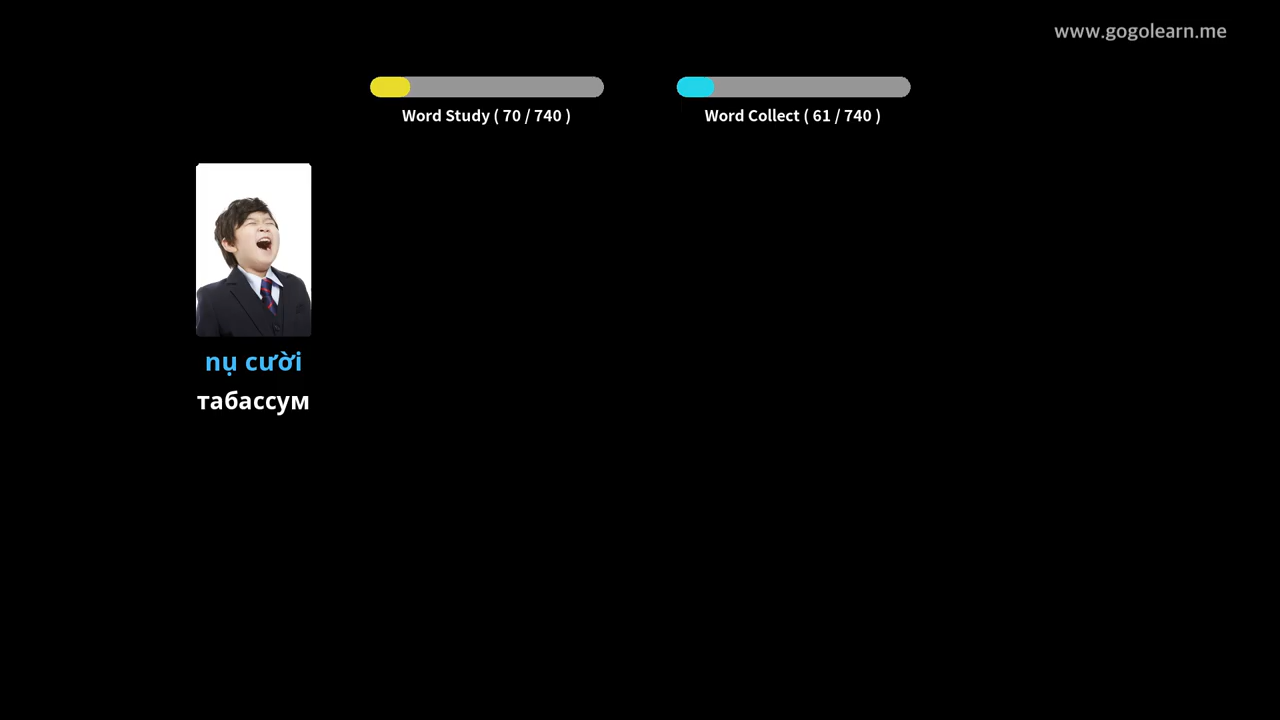 www.gogolearn.me
Word Study ( 70 / 740 )
Word Collect ( 61 / 740 )
nụ cười
табассум